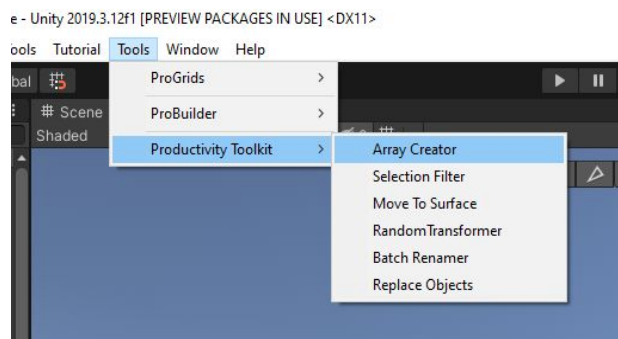 e - Unity 2019.3.12f1 [PREVIEW PACKAGES IN USE] <DX11>
ools Tutorial Tools Window Help
bal
ProGrids >
# Scene
ProBuilder >
Shaded
Productivity Toolkit >
Array Creator
Selection Filter
Move To Surface
RandomTransformer
Batch Renamer
Replace Objects